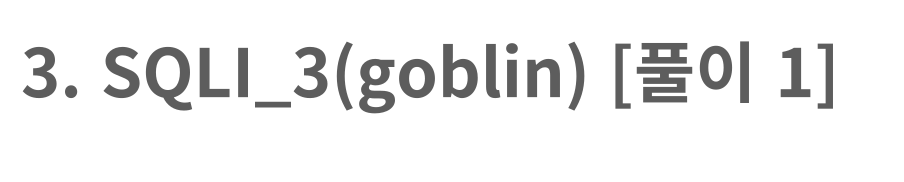 3. SQLI_3(goblin) [풀이 1]